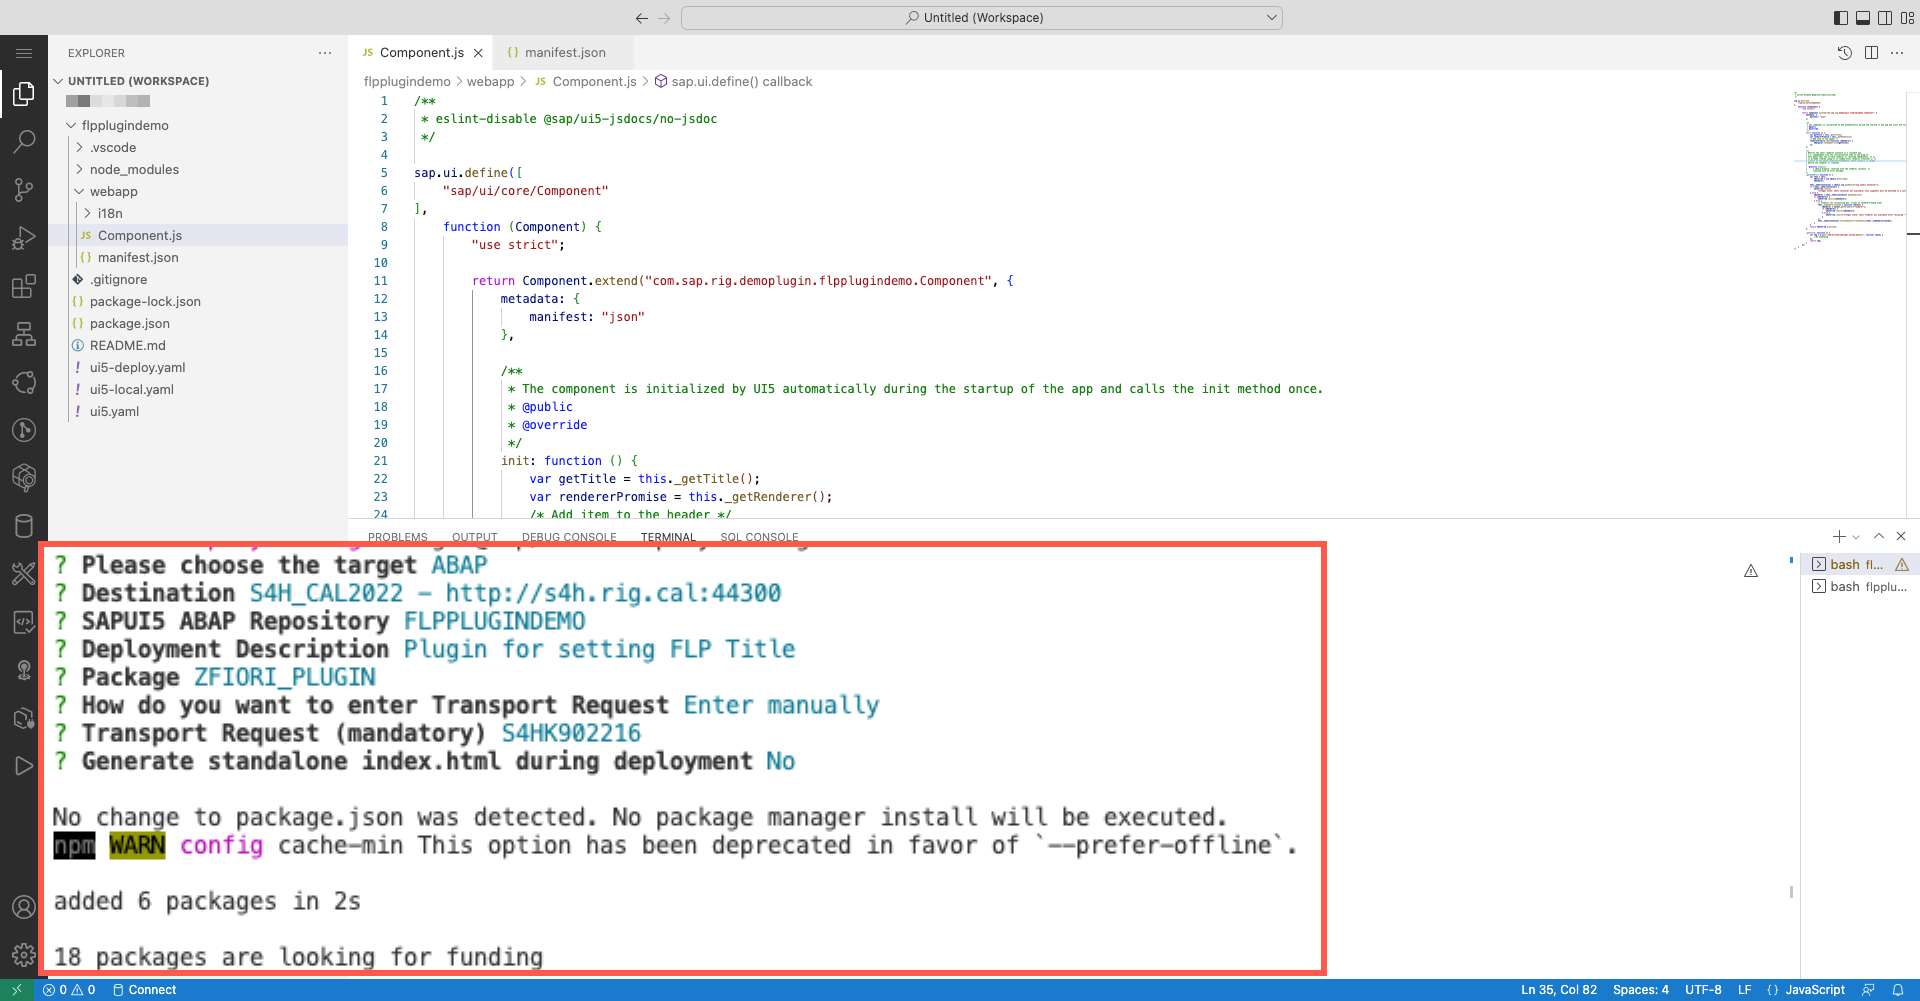 Untitled (Workspace)
EXPLORER
UNTITLED (WORKSPACE)
flpplugindemo
.vscode
node_modules
webapp
i18n
JS Component.js
{} manifest.json
.gitignore
{} package-lock.json
{} package.json
README.md
! ui5-deploy.yaml
! ui5-local.yaml
! ui5.yaml
JS Component.js
{} manifest.json
flpplugindemo > webapp > JS Component.js > sap.ui.define() callback
1 /**
2 * eslint-disable @sap/ui5-jsdocs/no-jsdoc
3 */
4
5 sap.ui.define([
6 "sap/ui/core/Component"
7 ],
8 function (Component) {
9 "use strict";
10
11 return Component.extend("com.sap.rig.demoplugin.flpplugindemo.Component", {
12 metadata: {
13 manifest: "json"
14 },
15
16 /**
17 * The component is initialized by UI5 automatically during the startup of the app and calls the init method once.
18 * @public
19 * @override
20 */
21 init: function () {
22 var getTitle = this._getTitle();
23 var rendererPromise = this._getRenderer();
24 /* Add item to the header */
PROBLEMS OUTPUT DEBUG CONSOLE TERMINAL SQL CONSOLE
? Please choose the target ABAP
? Destination S4H_CAL2022 - http://s4h.rig.cal:44300
? SAPUI5 ABAP Repository FLPPLUGINDEMO
? Deployment Description Plugin for setting FLP Title
? Package ZFIORI_PLUGIN
? How do you want to enter Transport Request Enter manually
? Transport Request (mandatory) S4HK902216
? Generate standalone index.html during deployment No
No change to package.json was detected. No package manager install will be executed.
npm WARN config cache-min This option has been deprecated in favor of `--prefer-offline`.
added 6 packages in 2s
18 packages are looking for funding
bash fl...
bash flpplu...
0 0 Connect
Ln 35, Col 82 Spaces: 4 UTF-8 LF {} JavaScript